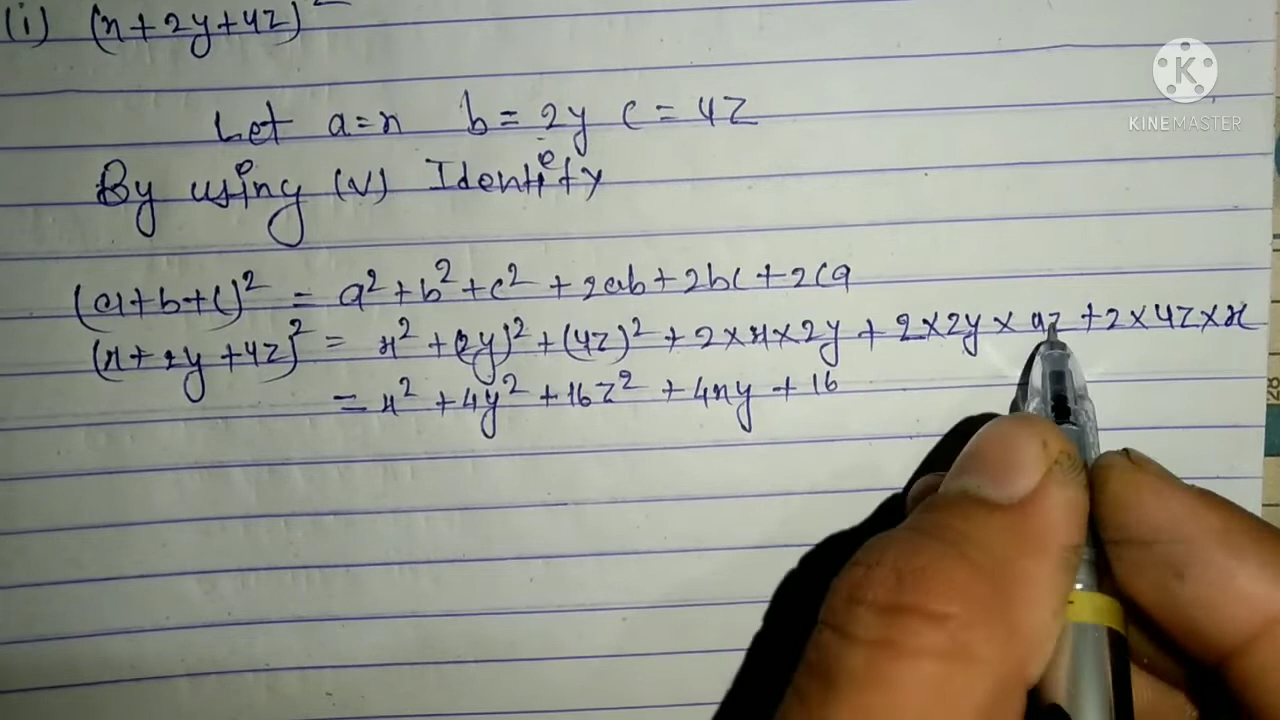 (i) (x+2y+4z)²
Let a=x b=2y c=4z
By using (V) Identity
(a+b+c)² = a²+b²+c²+2ab+2bc+2ca
(x+2y+4z)² = x²+(2y)²+(4z)²+2×x×2y+2×2y×4z+2×4z×x
= x²+4y²+16z²+4xy+16
K
KINEMASTER
28